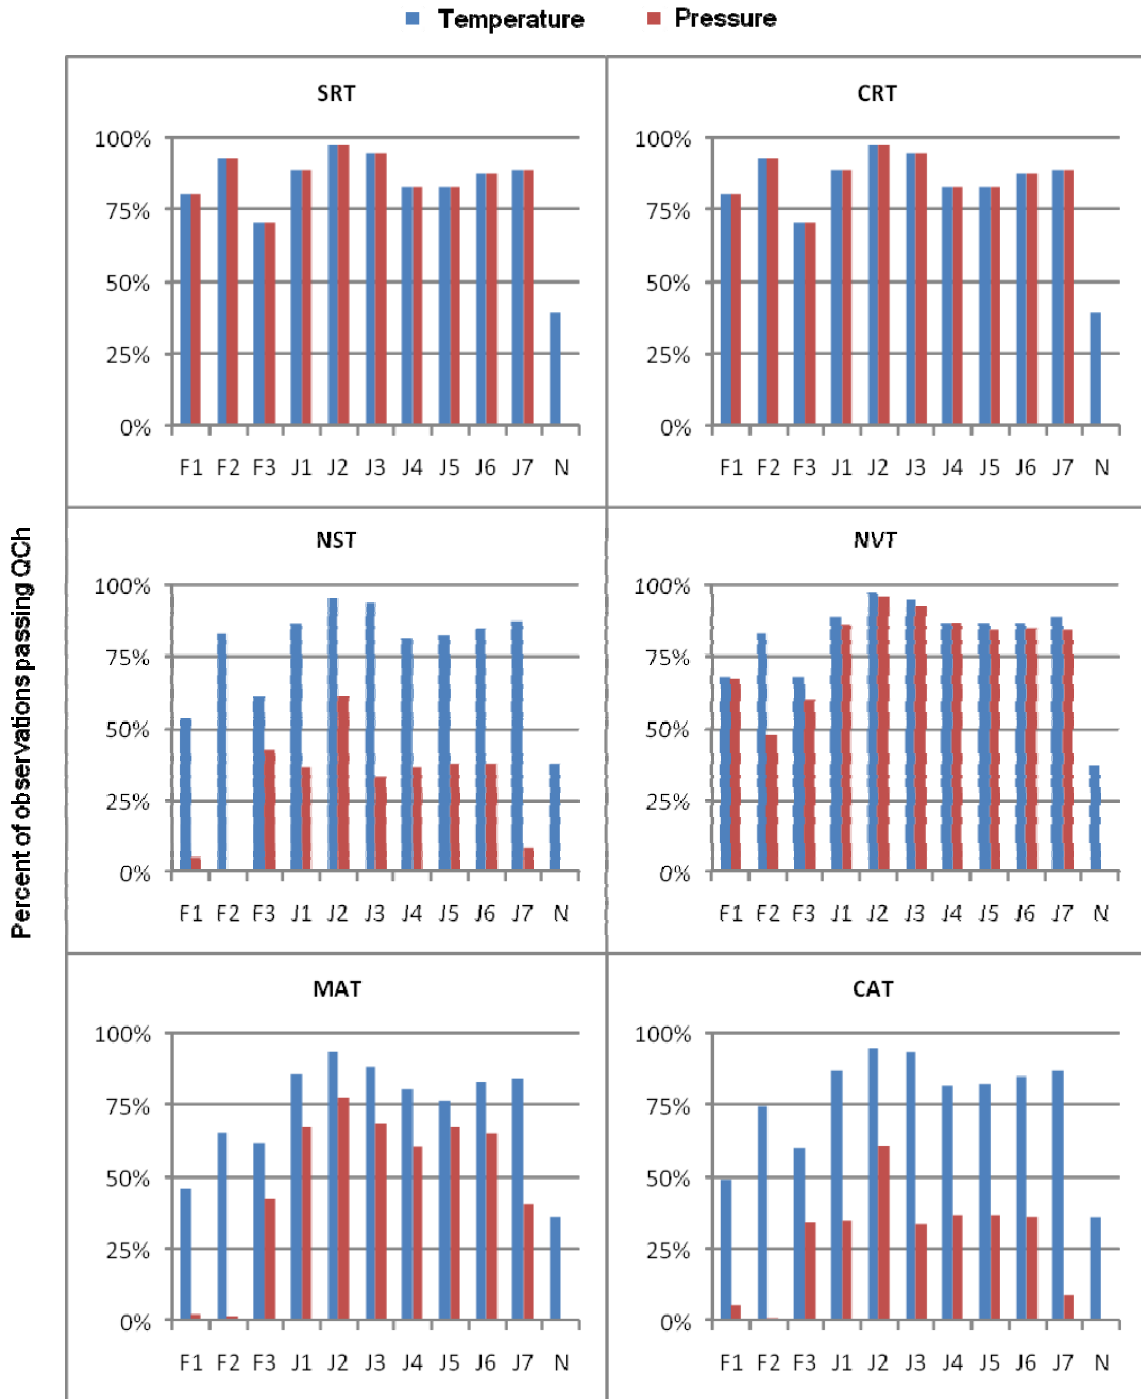 Temperature Pressure
SRT CRT
100% 100%
75% 75%
50% 50%
25% 25%
0% 0%
F1 F2 F3 J1 J2 J3 J4 J5 J6 J7 N F1 F2 F3 J1 J2 J3 J4 J5 J6 J7 N
Percent of observations passing QCh
NST NVT
100% 100%
75% 75%
50% 50%
25% 25%
0% 0%
F1 F2 F3 J1 J2 J3 J4 J5 J6 J7 N F1 F2 F3 J1 J2 J3 J4 J5 J6 J7 N
MAT CAT
100% 100%
75% 75%
50% 50%
25% 25%
0% 0%
F1 F2 F3 J1 J2 J3 J4 J5 J6 J7 N F1 F2 F3 J1 J2 J3 J4 J5 J6 J7 N